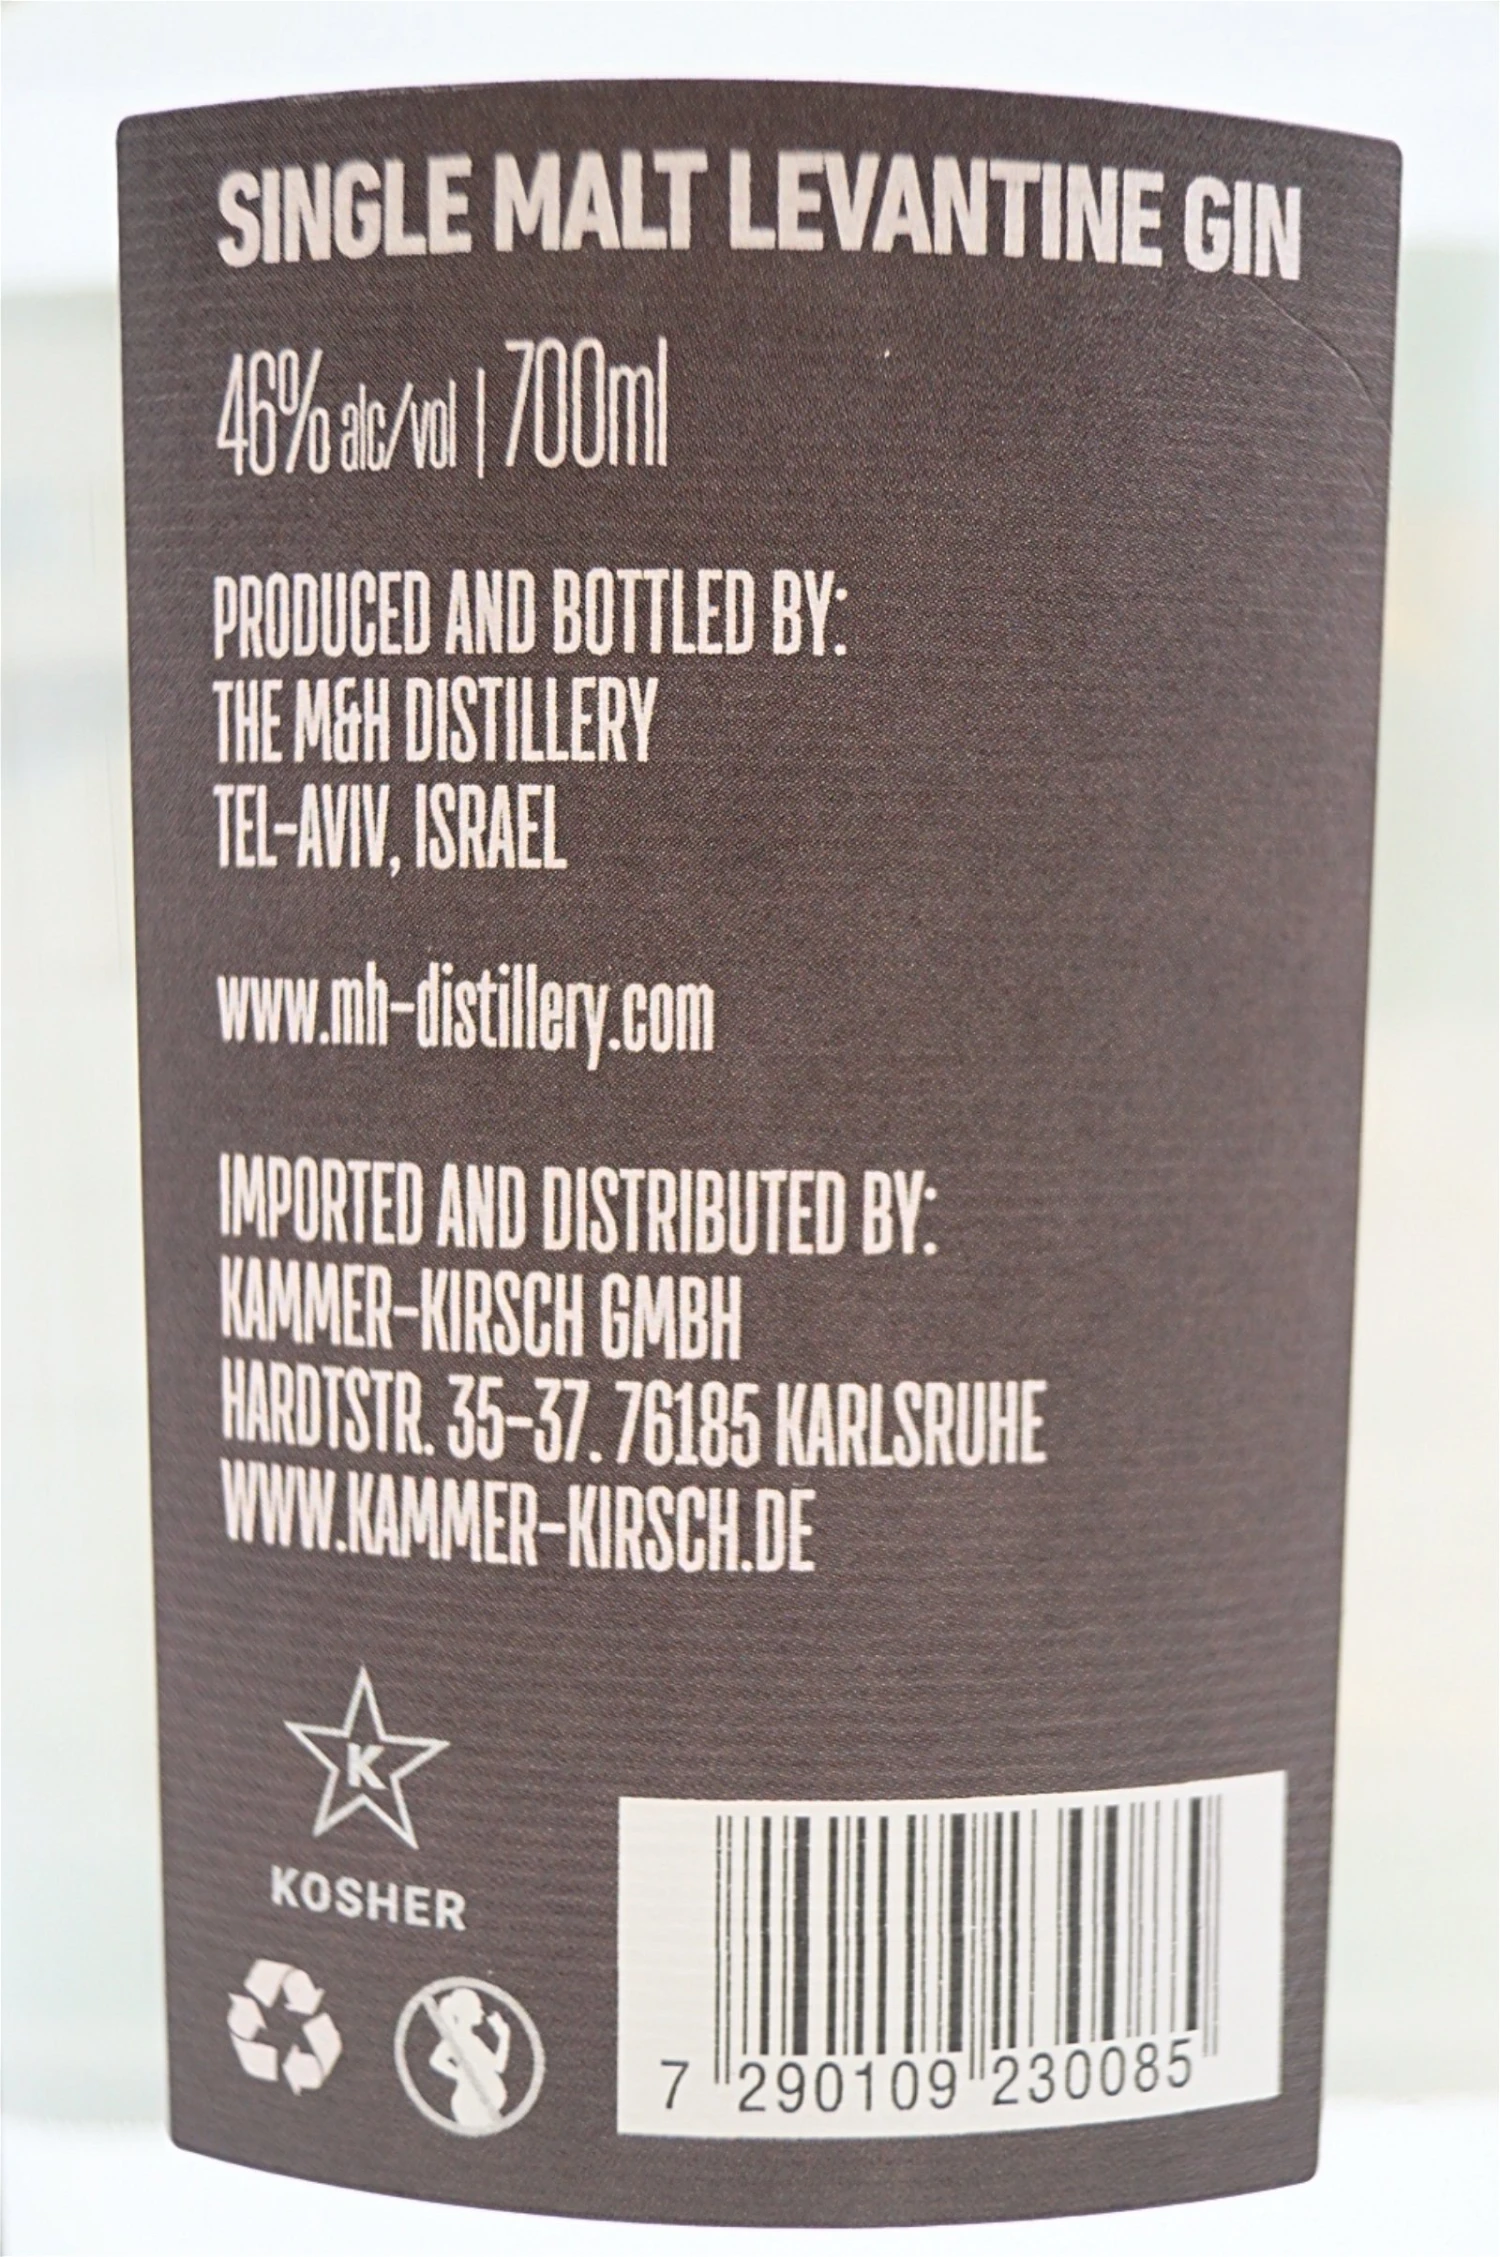 SINGLE MALT LEVANTINE GIN
46% alc/vol | 700ml
PRODUCED AND BOTTLED BY:
THE M&H DISTILLERY
TEL-AVIV, ISRAEL
www.mh-distillery.com
IMPORTED AND DISTRIBUTED BY:
KAMMER-KIRSCH GMBH
HARDTSTR. 35-37. 76185 KARLSRUHE
WWW.KAMMER-KIRSCH.DE
K
KOSHER
7 290109 230085